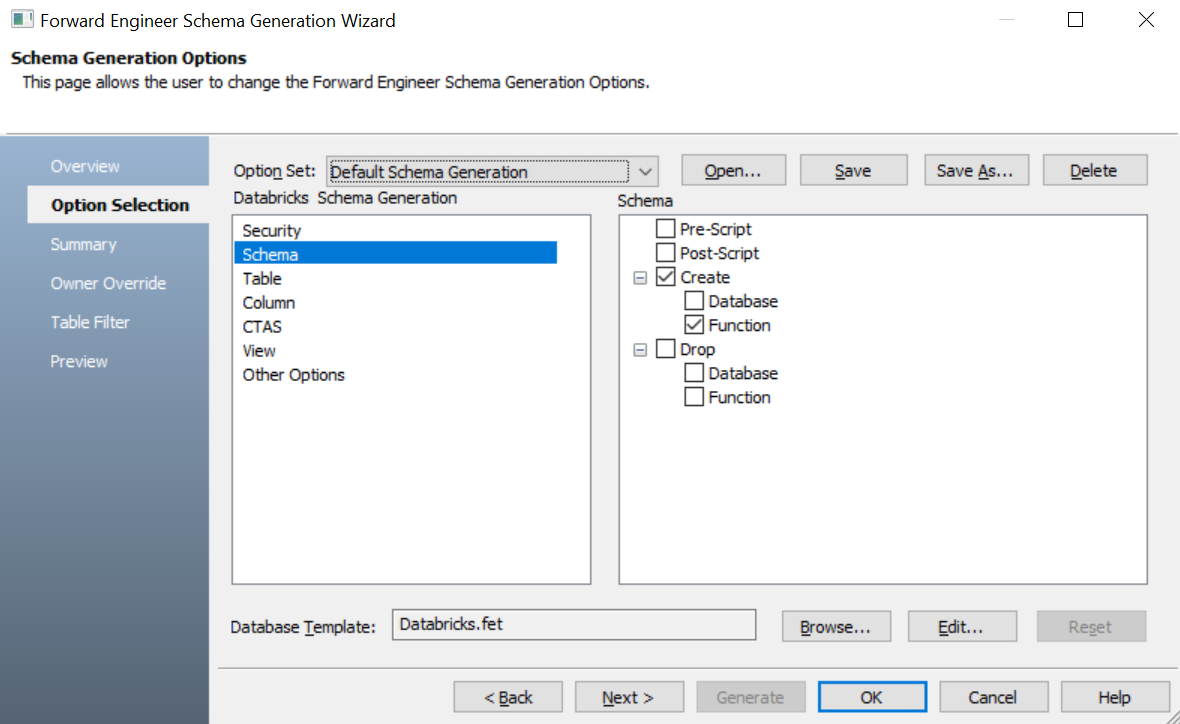 Forward Engineer Schema Generation Wizard
Schema Generation Options
This page allows the user to change the Forward Engineer Schema Generation Options.
Overview
Option Selection
Summary
Owner Override
Table Filter
Preview
Option Set: Default Schema Generation Open... Save Save As... Delete
Databricks Schema Generation
Security
Schema
Table
Column
CTAS
View
Other Options
Schema
Pre-Script
Post-Script
Create
Database
Function
Drop
Database
Function
Database Template: Databricks.fet Browse... Edit... Reset
< Back Next > Generate OK Cancel Help